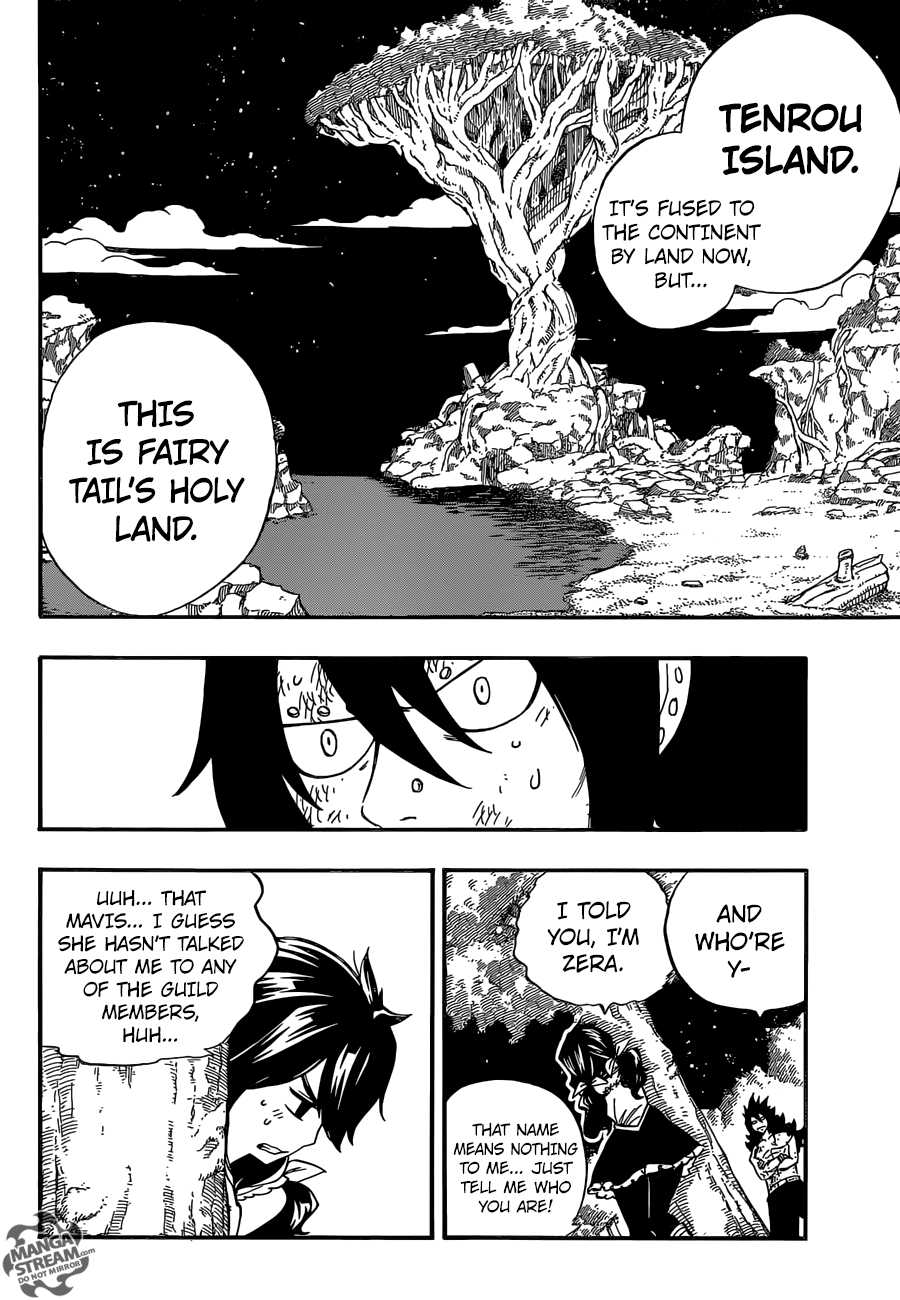 TENROU
ISLAND.
IT'S FUSED TO
THE CONTINENT
BY LAND NOW,
BUT...
THIS
IS FAIRY
TAIL'S HOLY
LAND.
AND
WHO'RE
Y-
I TOLD
YOU, I'M
ZERA.
THAT NAME
MEANS NOTHING
TO ME... JUST
TELL ME WHO
YOU ARE!
UUH... THAT
MAVIS... I GUESS
SHE HASN'T TALKED
ABOUT ME TO ANY
OF THE GUILD
MEMBERS,
HUH...
MANGA
STREAM.com
DO NOT MIRROR